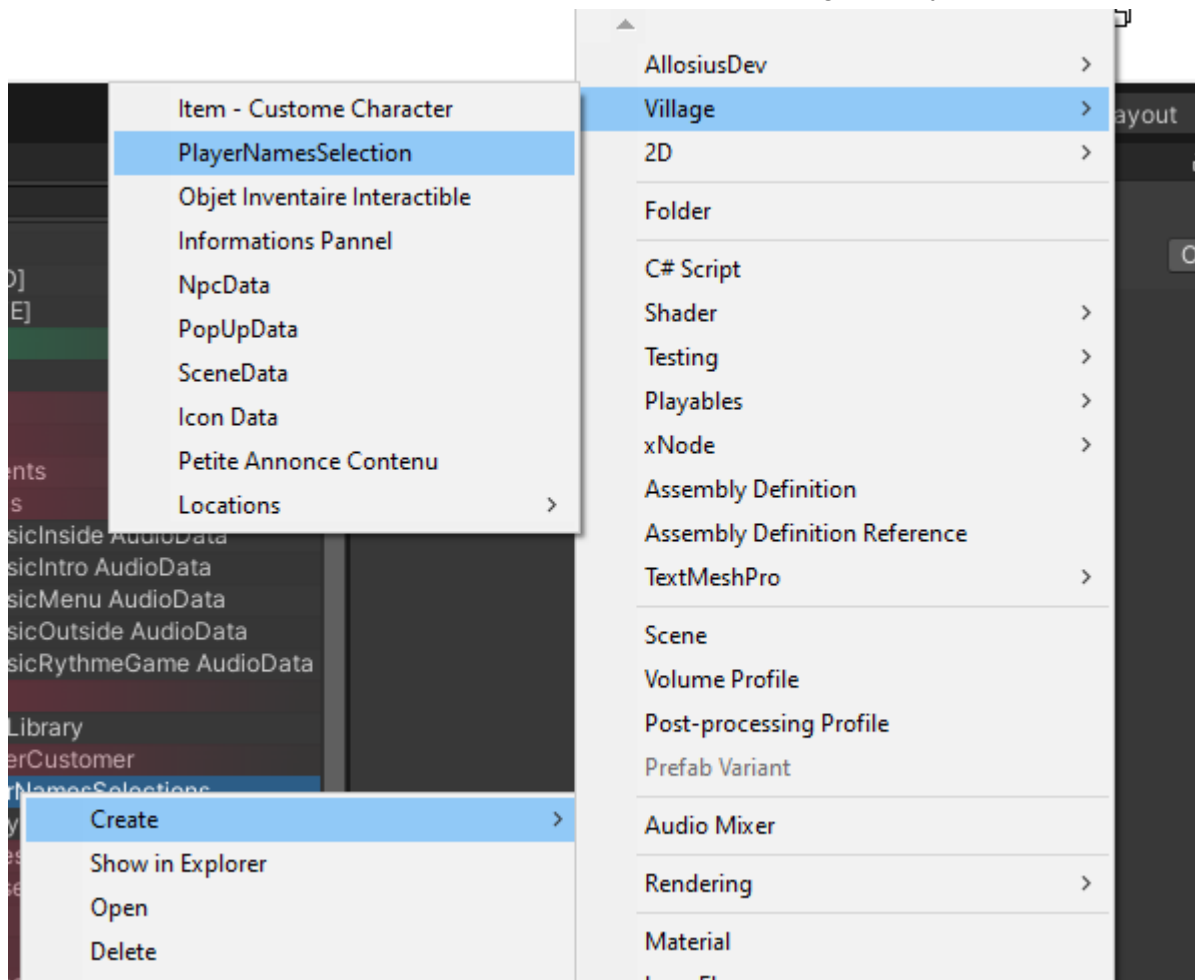 AllosiusDev
Village
2D
Folder
C# Script
Shader
Testing
Playables
xNode
Assembly Definition
Assembly Definition Reference
TextMeshPro
Scene
Volume Profile
Post-processing Profile
Prefab Variant
Audio Mixer
Rendering
Material
Item - Custome Character
PlayerNamesSelection
Objet Inventaire Interactible
Informations Pannel
NpcData
PopUpData
SceneData
Icon Data
Petite Annonce Contenu
Locations
ayout
E]
ents
s
sicInside AudioData
sicIntro AudioData
sicMenu AudioData
sicOutside AudioData
sicRythmeGame AudioData
Library
erCustomer
rNamesSelections
Create
Show in Explorer
Open
Delete